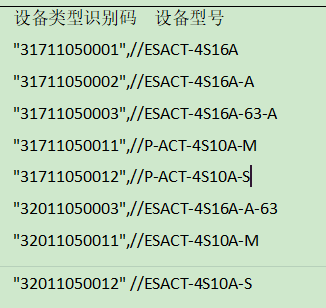 设备类型识别码 设备型号
"31711050001",//ESACT-4S16A
"31711050002",//ESACT-4S16A-A
"31711050003",//ESACT-4S16A-63-A
"31711050011",//P-ACT-4S10A-M
"31711050012",//P-ACT-4S10A-S
"32011050003",//ESACT-4S16A-A-63
"32011050011",//ESACT-4S10A-M
"32011050012" //ESACT-4S10A-S